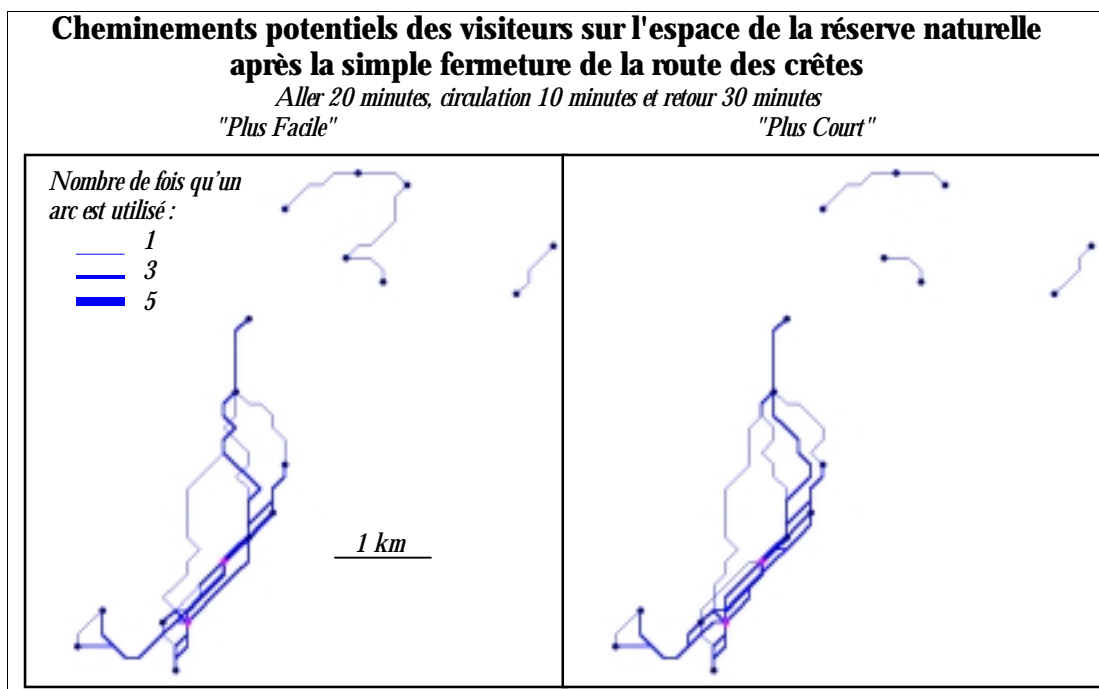 Cheminements potentiels des visiteurs sur l'espace de la réserve naturelle
après la simple fermeture de la route des crêtes
Aller 20 minutes, circulation 10 minutes et retour 30 minutes
"Plus Facile"
"Plus Court"
Nombre de fois qu'un
arc est utilisé :
1
3
5
1 km